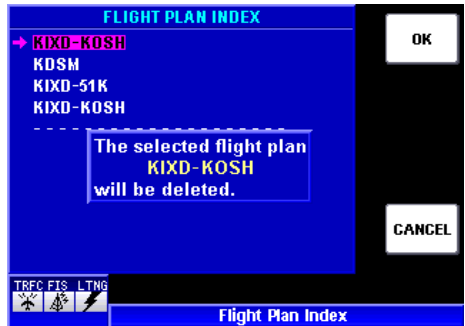 FLIGHT PLAN INDEX
KIXD-KOSH
KDSM
KIXD-51K
KIXD-KOSH
The selected flight plan
KIXD-KOSH
will be deleted.
OK
CANCEL
TRFC FIS LTNG
Flight Plan Index